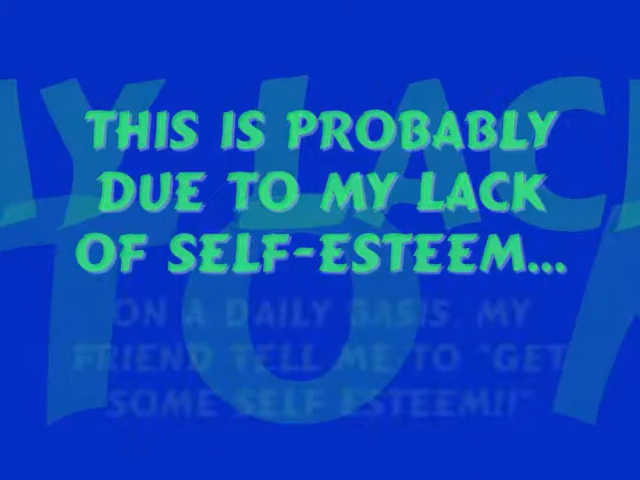 THIS IS PROBABLY
DUE TO MY LACK
OF SELF-ESTEEM...
ON A DAILY BASIS. MY
FRIEND TELL ME TO "GET
SOME SELF ESTEEM!!"